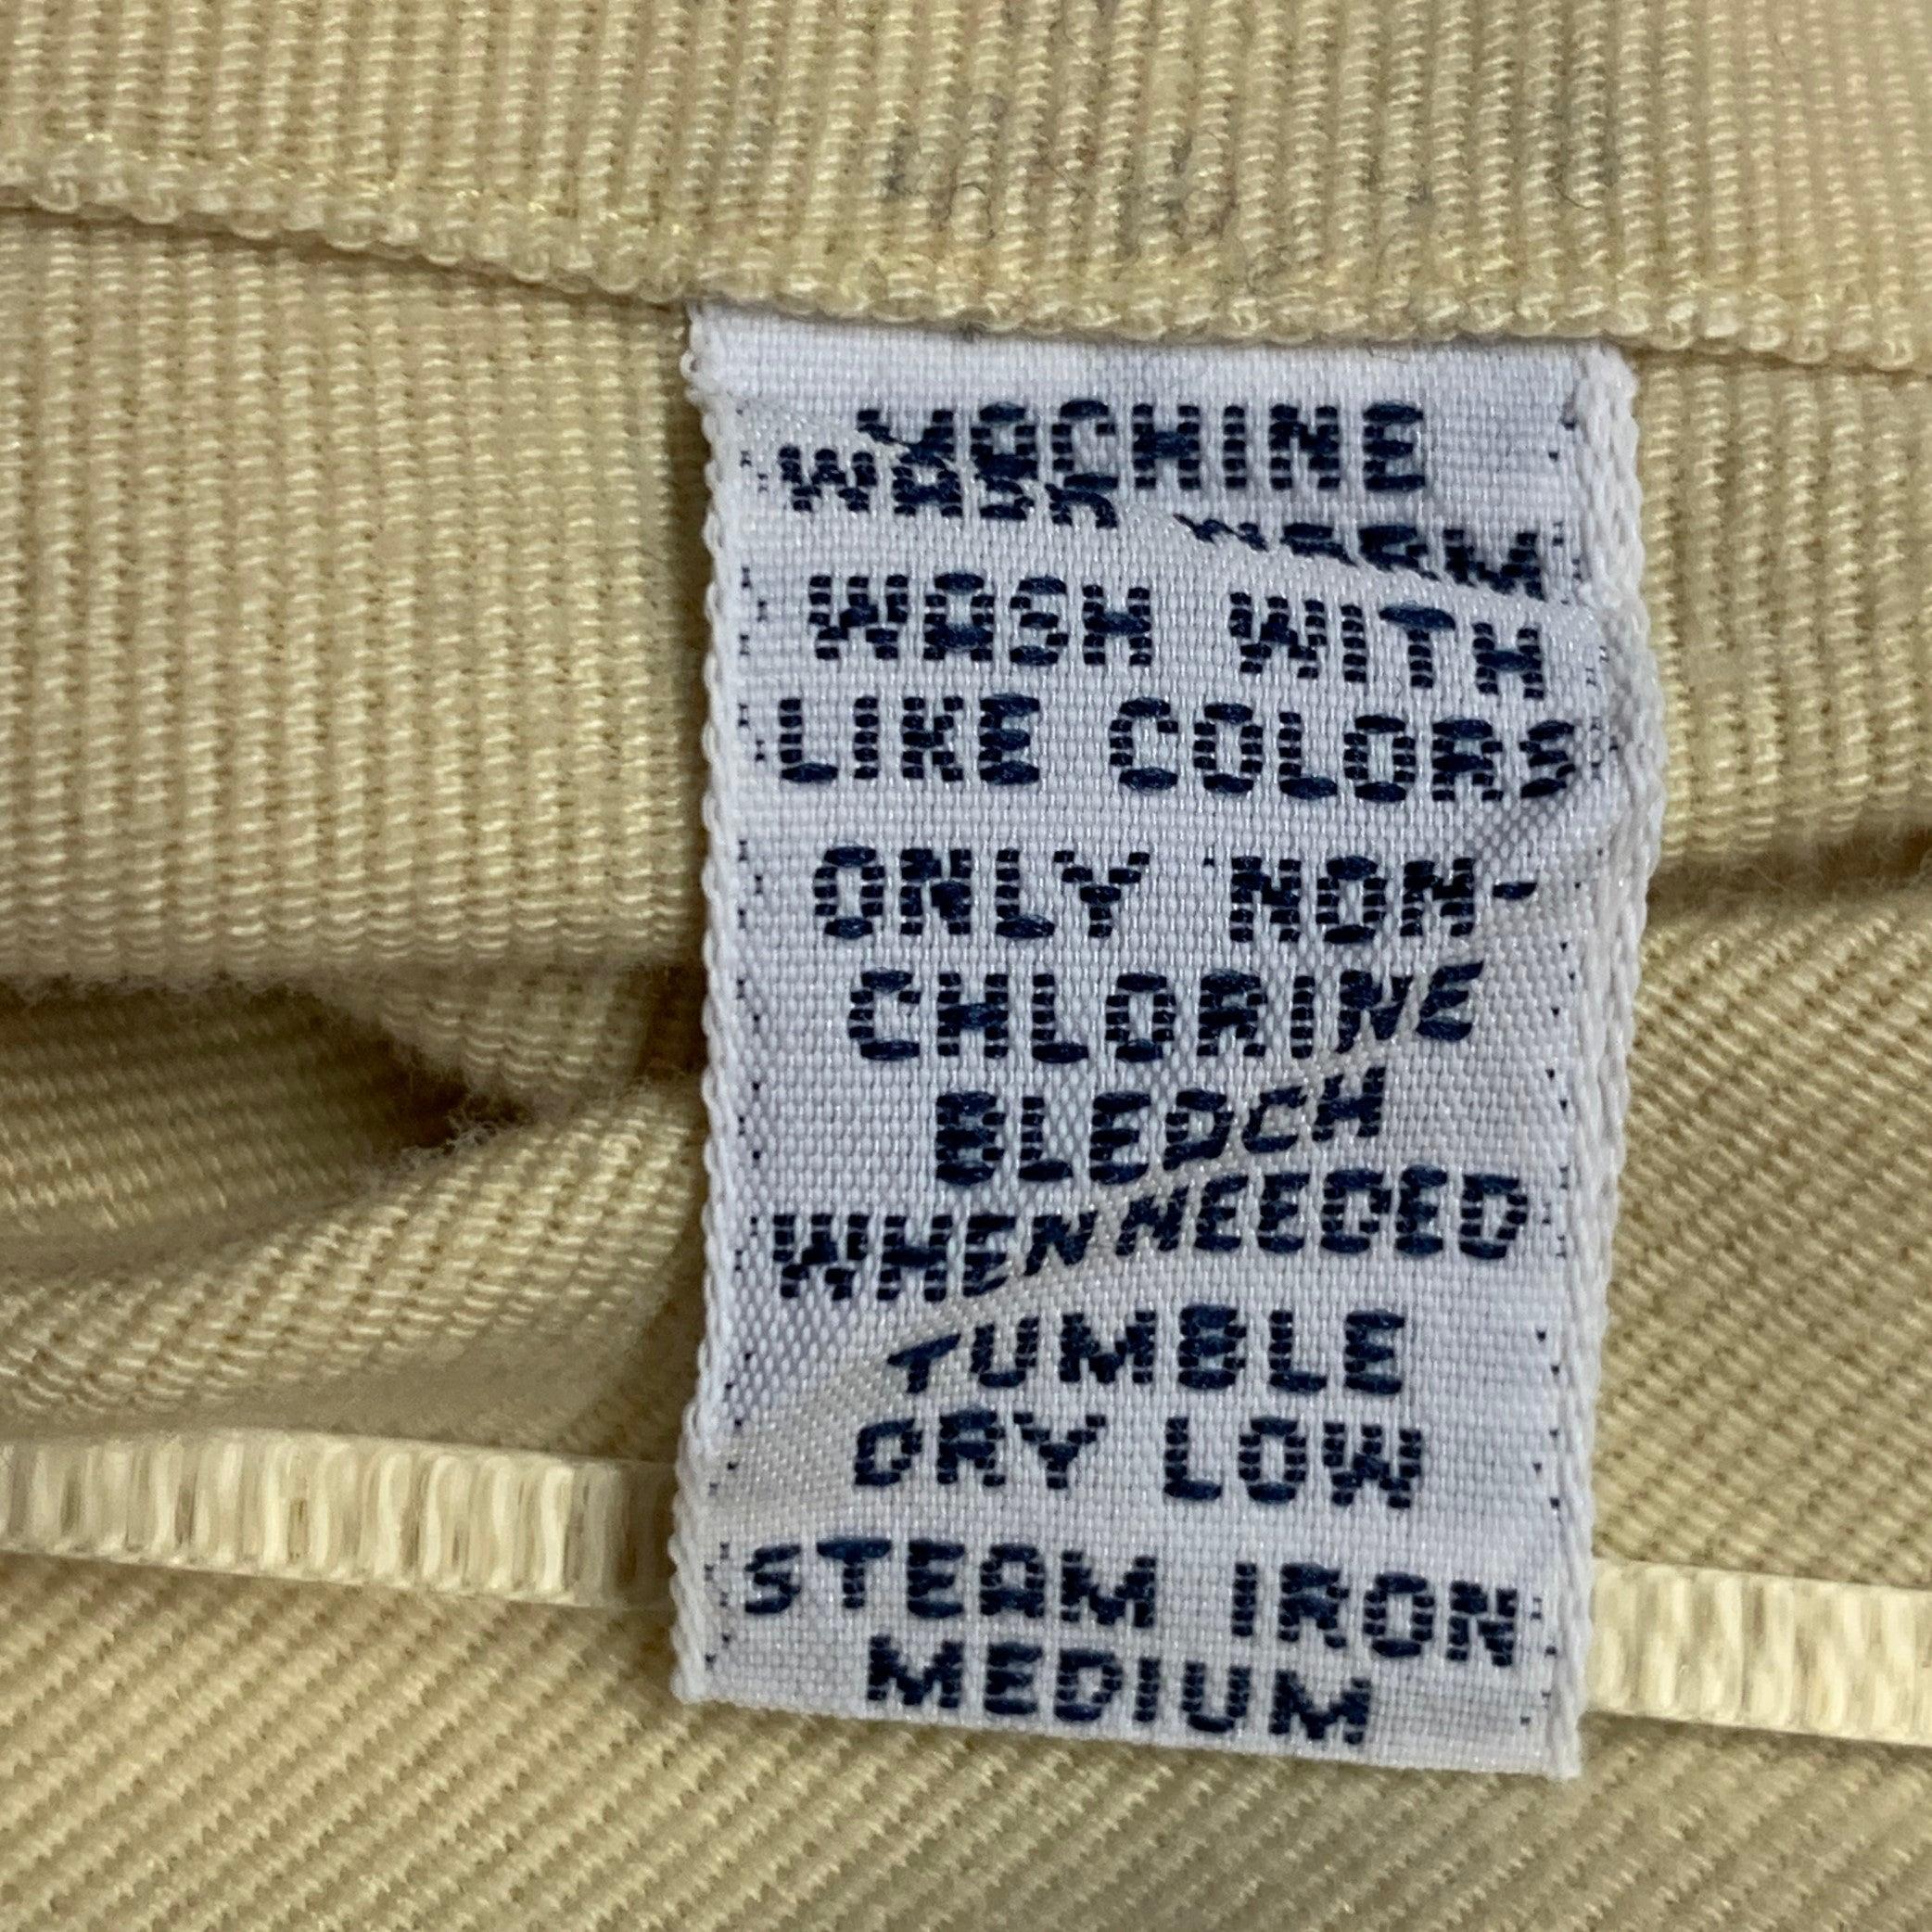 MACHINE
WASH WARM
WASH WITH
LIKE COLORS
ONLY NON-
CHLORINE
BLEACH
WHEN NEEDED
TUMBLE
DRY LOW
STEAM IRON
MEDIUM